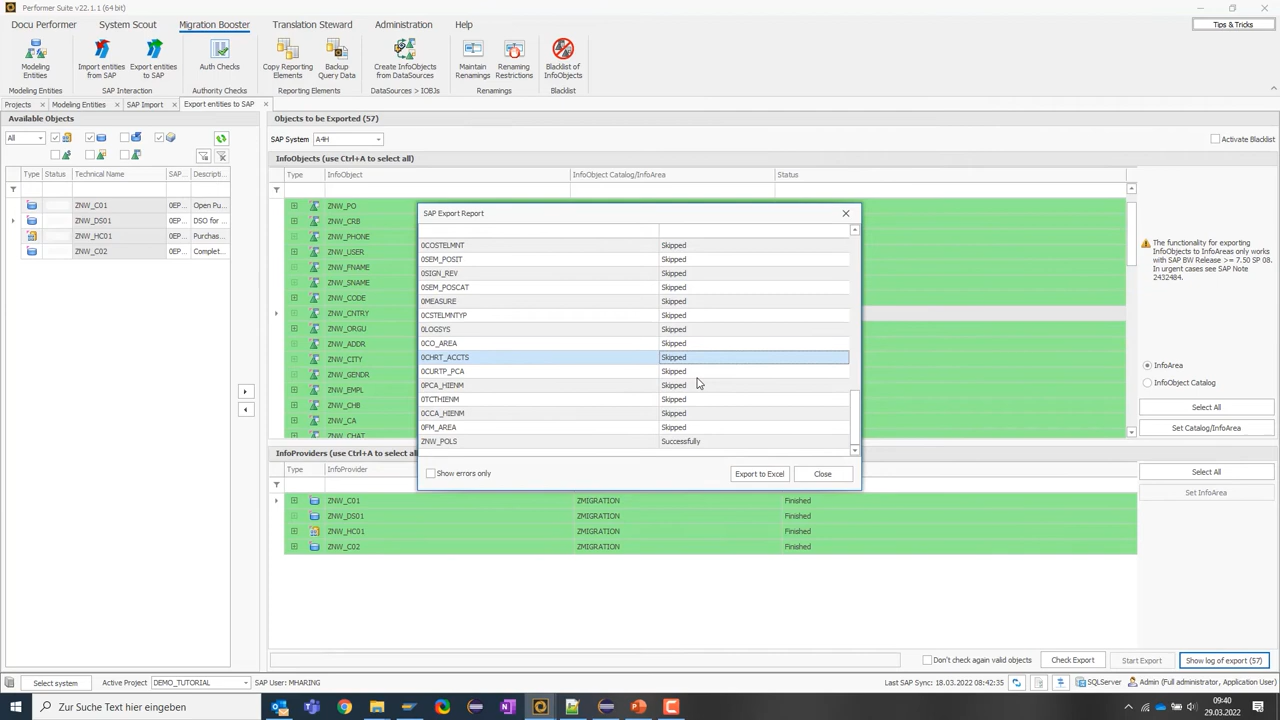 Performer Suite v22.1.1 (64 bit)
Docu Performer
System Scout
Migration Booster
Translation Steward
Administration
Help
Tips & Tricks
Modeling Entities
Import entities from SAP
Export entities to SAP
Auth Checks
Copy Reporting Elements
Backup Query Data
Create InfoObjects from DataSources
Maintain Renamings
Renaming Restrictions
Blacklist of InfoObjects
Modeling Entities
SAP Interaction
Authority Checks
Reporting Elements
DataSources > IOBJs
Renamings
Blacklist
Projects
Modeling Entities
SAP Import
Export entities to SAP
Available Objects
All
Type Status Technical Name SAP... Descripti...
ZNW_C01 0EP... Open Pu...
ZNW_DS01 0EP... DSO for ...
ZNW_HC01 0EP... Purchas...
ZNW_C02 0EP... Complet...
Objects to be Exported (57)
SAP System A4H
Activate Blacklist
InfoObjects (use Ctrl+A to select all)
Type InfoObject InfoObject Catalog/InfoArea Status
ZNW_PO
ZNW_CRB
ZNW_PHONE
ZNW_USER
ZNW_FNAME
ZNW_SNAME
ZNW_CODE
ZNW_CNTRY
ZNW_ORGU
ZNW_ADDR
ZNW_CITY
ZNW_GENDR
ZNW_EMPL
ZNW_CHB
ZNW_CA
ZNW_CHAT
SAP Export Report
0COSTELMNT Skipped
0SEM_POSIT Skipped
0SIGN_REV Skipped
0SEM_POSCAT Skipped
0MEASURE Skipped
0CSTELMNTYP Skipped
0LOGSYS Skipped
0CO_AREA Skipped
0CHRT_ACCTS Skipped
0CURTP_PCA Skipped
0PCA_HIENM Skipped
0TCTHIENM Skipped
0CCA_HIENM Skipped
0FM_AREA Skipped
ZNW_POLS Successfully
Show errors only
Export to Excel
Close
The functionality for exporting
InfoObjects to InfoAreas only works
with SAP BW Release >= 7.50 SP 08.
In urgent cases see SAP Note
2432484.
InfoArea
InfoObject Catalog
Select All
Set Catalog/InfoArea
InfoProviders (use Ctrl+A to select all
Type InfoProvider
Select All
Set InfoArea
ZNW_C01 ZMIGRATION Finished
ZNW_DS01 ZMIGRATION Finished
ZNW_HC01 ZMIGRATION Finished
ZNW_C02 ZMIGRATION Finished
Don't check again valid objects
Check Export
Start Export
Show log of export (57)
Select system
Active Project DEMO_TUTORIAL
SAP User: MHARING
Last SAP Sync: 18.03.2022 08:42:35
SQLServer
Admin (Full administrator, Application User)
Zur Suche Text hier eingeben
09:40
29.03.2022